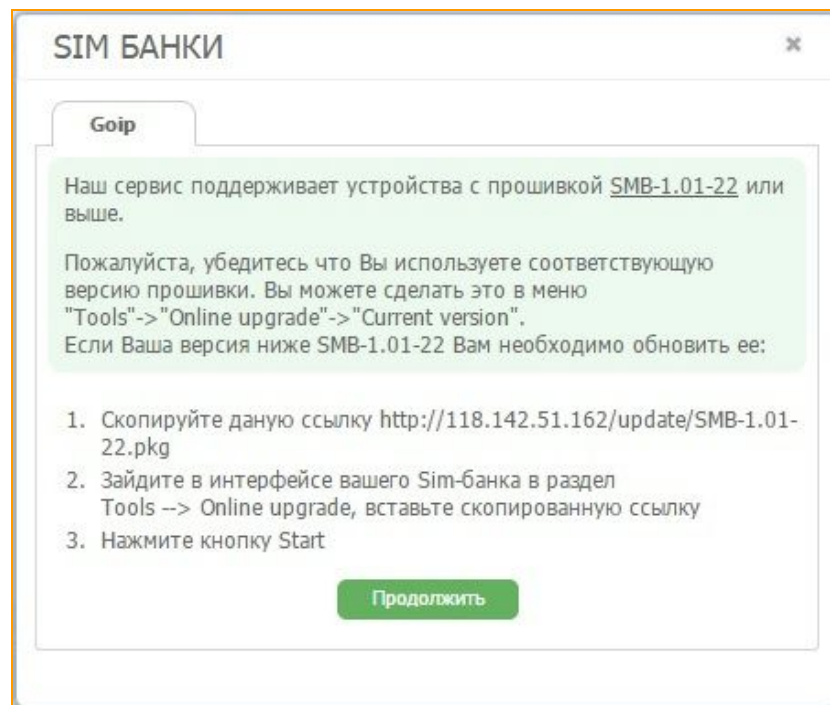 SIM БАНКИ
Goip
Наш сервис поддерживает устройства с прошивкой SMB-1.01-22 или
выше.
Пожалуйста, убедитесь что Вы используете соответствующую
версию прошивки. Вы можете сделать это в меню
"Tools"->"Online upgrade"->"Current version".
Если Ваша версия ниже SMB-1.01-22 Вам необходимо обновить ее:
1. Скопируйте даную ссылку http://118.142.51.162/update/SMB-1.01-
22.pkg
2. Зайдите в интерфейсе вашего Sim-банка в раздел
Tools --> Online upgrade, вставьте скопированную ссылку
3. Нажмите кнопку Start
Продолжить